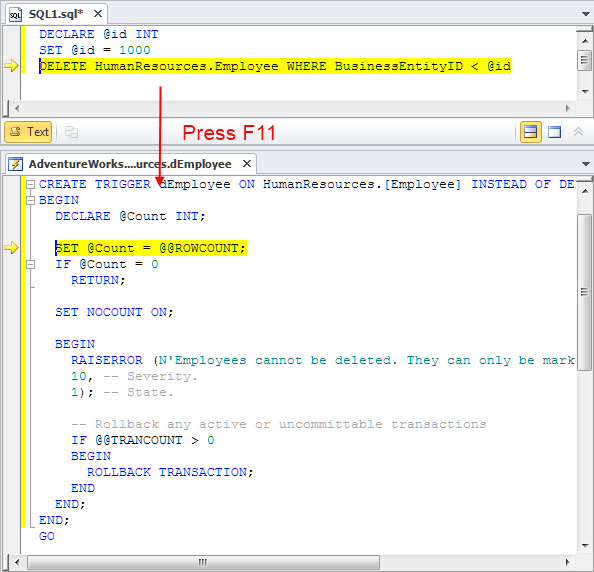 SQL1.sql*
DECLARE @id INT
SET @id = 1000
DELETE HumanResources.Employee WHERE BusinessEntityID < @id
Text
Press F11
AdventureWorks....urces.dEmployee
CREATE TRIGGER dEmployee ON HumanResources.[Employee] INSTEAD OF DE
BEGIN
DECLARE @Count INT;
SET @Count = @@ROWCOUNT;
IF @Count = 0
RETURN;
SET NOCOUNT ON;
BEGIN
RAISERROR (N'Employees cannot be deleted. They can only be mark
10, -- Severity.
1); -- State.
-- Rollback any active or uncommittable transactions
IF @@TRANCOUNT > 0
BEGIN
ROLLBACK TRANSACTION;
END
END;
END;
GO